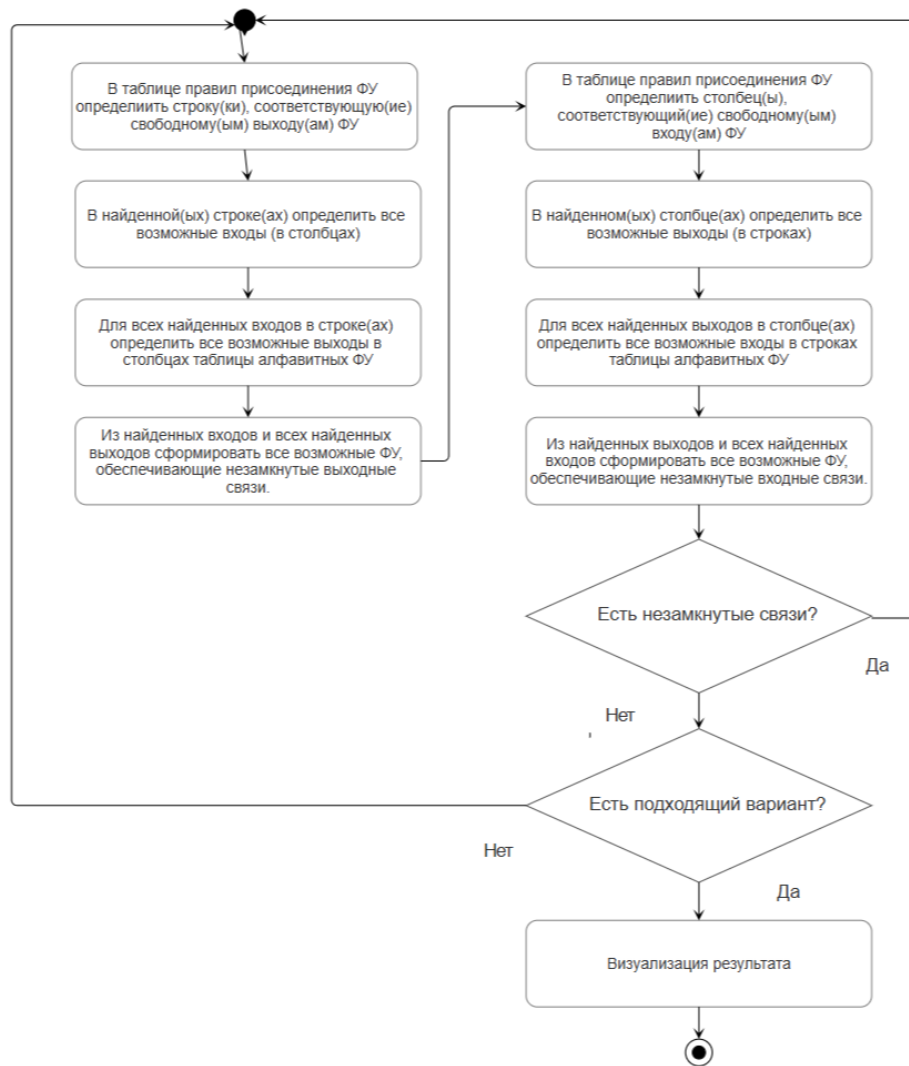 В таблице правил присоединения ФУ
определиить строку(ки), соответствующую(ие)
свободному(ым) выходу(ам) ФУ
В найденной(ых) строке(ах) определить все
возможные входы (в столбцах)
Для всех найденных входов в строке(ах)
определить все возможные выходы в
столбцах таблицы алфавитных ФУ
Из найденных входов и всех найденных
выходов сформировать все возможные ФУ,
обеспечивающие незамкнутые выходные
связи.
В таблице правил присоединения ФУ
определиить столбец(ы),
соответствующий(ие) свободному(ым)
входу(ам) ФУ
В найденном(ых) столбце(ах) определить все
возможные выходы (в строках)
Для всех найденных выходов в столбце(ах)
определить все возможные входы в строках
таблицы алфавитных ФУ
Из найденных выходов и всех найденных
входов сформировать все возможные ФУ,
обеспечивающие незамкнутые входные связи.
Есть незамкнутые связи?
Да
Нет
Есть подходящий вариант?
Нет
Да
Визуализация результата